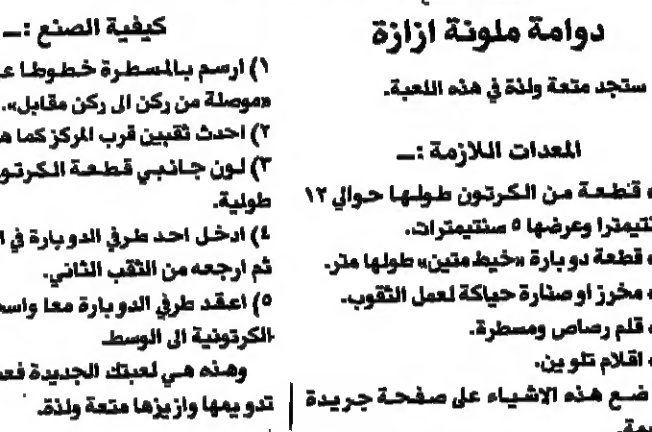 دوامة ملونة ازازة
ستجد متعة ولذة في هذه اللعبة.
المعدات اللازمة :ــ
قطعة من الكرتون طولها حوالي ١٢
سنتيمترا وعرضها ٥ سنتيمترات.
قطعة دوبارة «خيط متين» طولها متر.
مخرز او صنارة حياكة لعمل الثقوب.
قلم رصاص ومسطرة.
اقلام تلوين.
ضع هذه الاشياء على صفحة جريدة
كيفية الصنع :ــ
١) ارسم بالمسطرة خطوطا
«موصلة من ركن الى ركن مقابل».
٢) احدث ثقبين قرب المركز كما
٣) لون جانبي قطعة
طولية.
٤) ادخل احد طرفي الدوبارة في
ثم ارجعه من الثقب الثاني.
٥) اعقد طرفي الدوبارة معا
الكرتونية الى الوسط
وهذه هي لعبتك الجديدة
تدويمها وازيزها متعة ولذة.